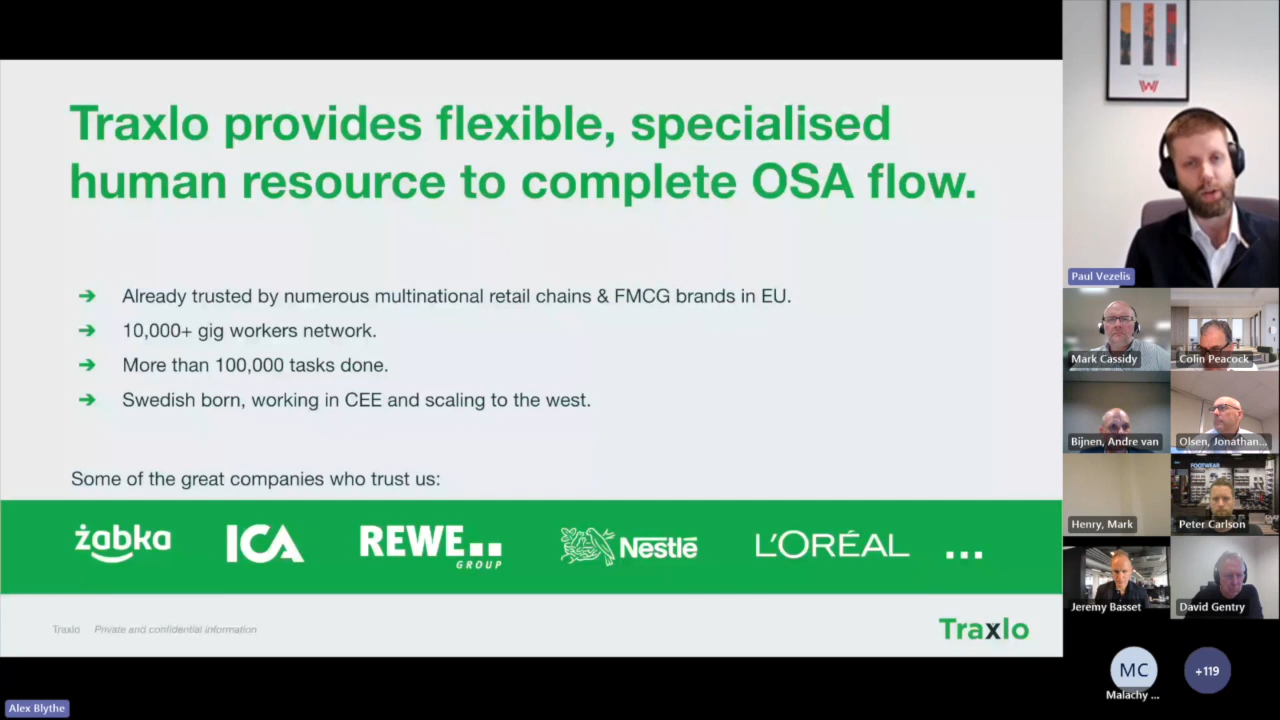 Traxlo provides flexible, specialised
human resource to complete OSA flow.
➔ Already trusted by numerous multinational retail chains & FMCG brands in EU.
➔ 10,000+ gig workers network.
➔ More than 100,000 tasks done.
➔ Swedish born, working in CEE and scaling to the west.
Some of the great companies who trust us:
żabka ICA REWE GROUP Nestlé L'ORÉAL ...
Traxlo Private and confidential information
Traxlo
Alex Blythe
Paul Vezelis
Mark Cassidy
Colin Peacock
Bijnen, Andre van
Olsen, Jonathan...
Henry, Mark
FOOTWEAR
Peter Carlson
Jeremy Basset
David Gentry
MC
Malachy ...
+119